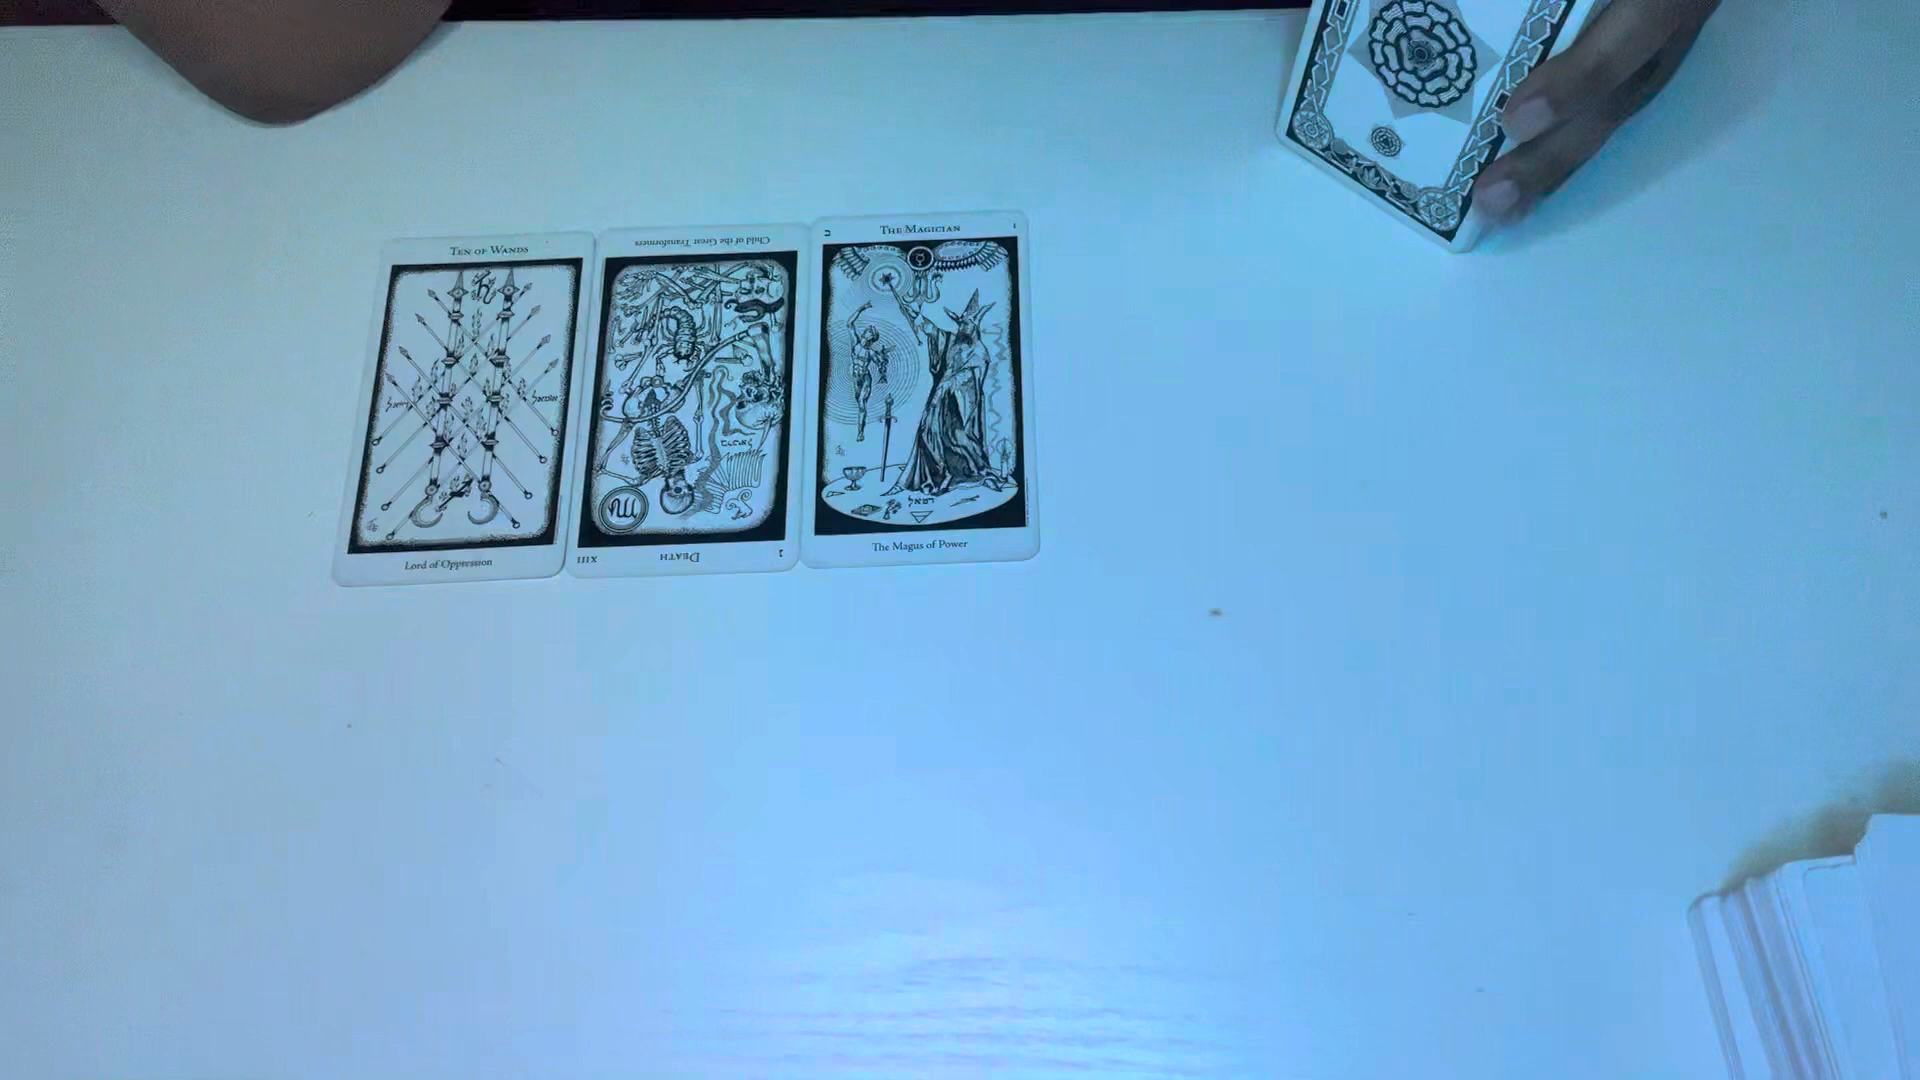 TEN OF WANDS
Lord of Oppression
Child of the Great Transformers
XIII
DEATH
נ
ב
THE MAGICIAN
I
רפאל
The Magus of Power